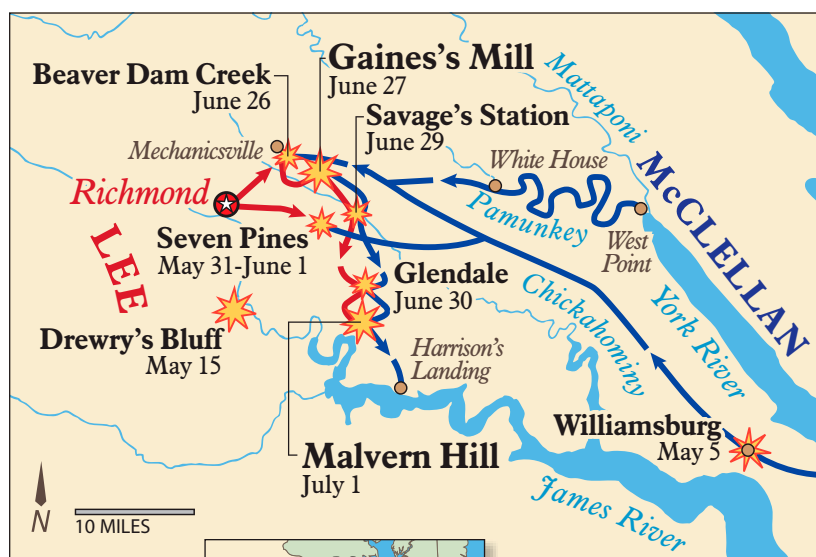 Gaines's Mill
June 27
Beaver Dam Creek
June 26
Savage's Station
June 29
Mattaponi
Mechanicsville
White House
McCLELLAN
Richmond
Pamunkey
West
Point
LEE
Seven Pines
May 31-June 1
Glendale
June 30
Chickahominy
York River
Drewry's Bluff
May 15
Harrison's
Landing
Williamsburg
May 5
Malvern Hill
July 1
James River
N
10 MILES